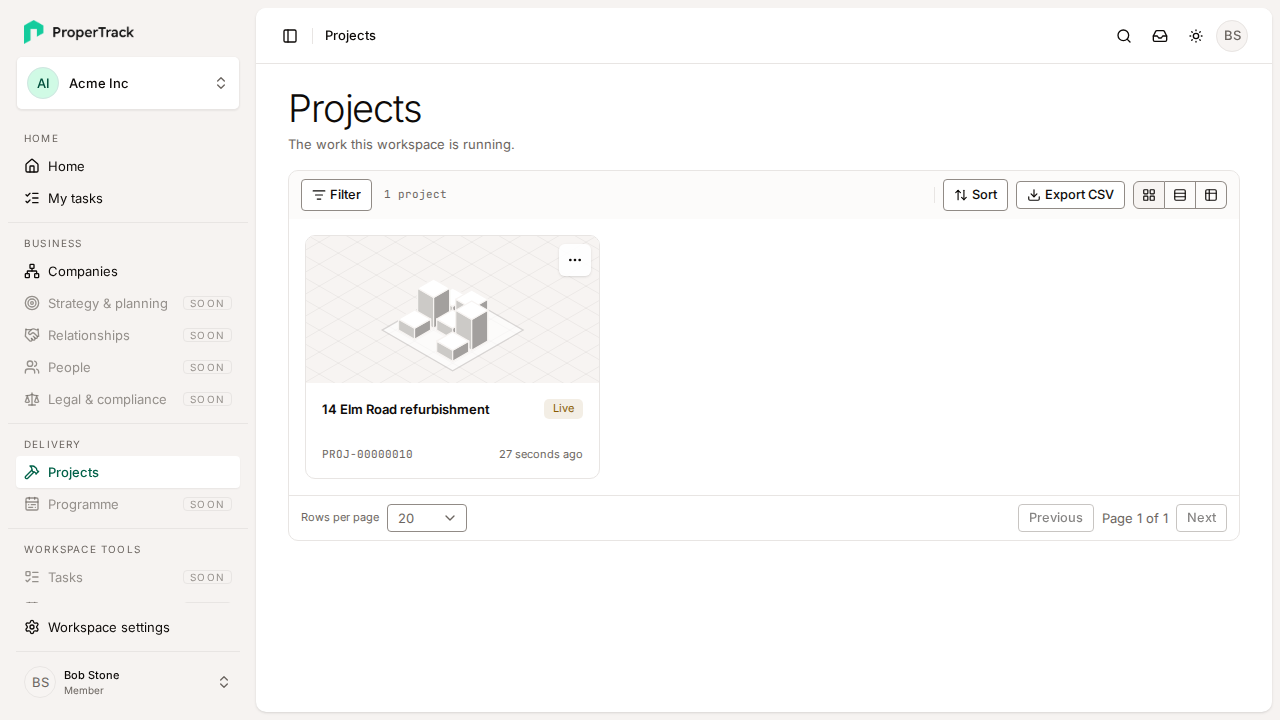 ProperTrack
AI
Acme Inc
HOME
Home
My tasks
BUSINESS
Companies
Strategy & planning SOON
Relationships SOON
People SOON
Legal & compliance SOON
DELIVERY
Projects
Programme SOON
WORKSPACE TOOLS
Tasks SOON
Workspace settings
BS
Bob Stone
Member
Projects
BS
Projects
The work this workspace is running.
Filter
1 project
Sort
Export CSV
14 Elm Road refurbishment
Live
PROJ-00000010
27 seconds ago
Rows per page
20
Previous
Page 1 of 1
Next